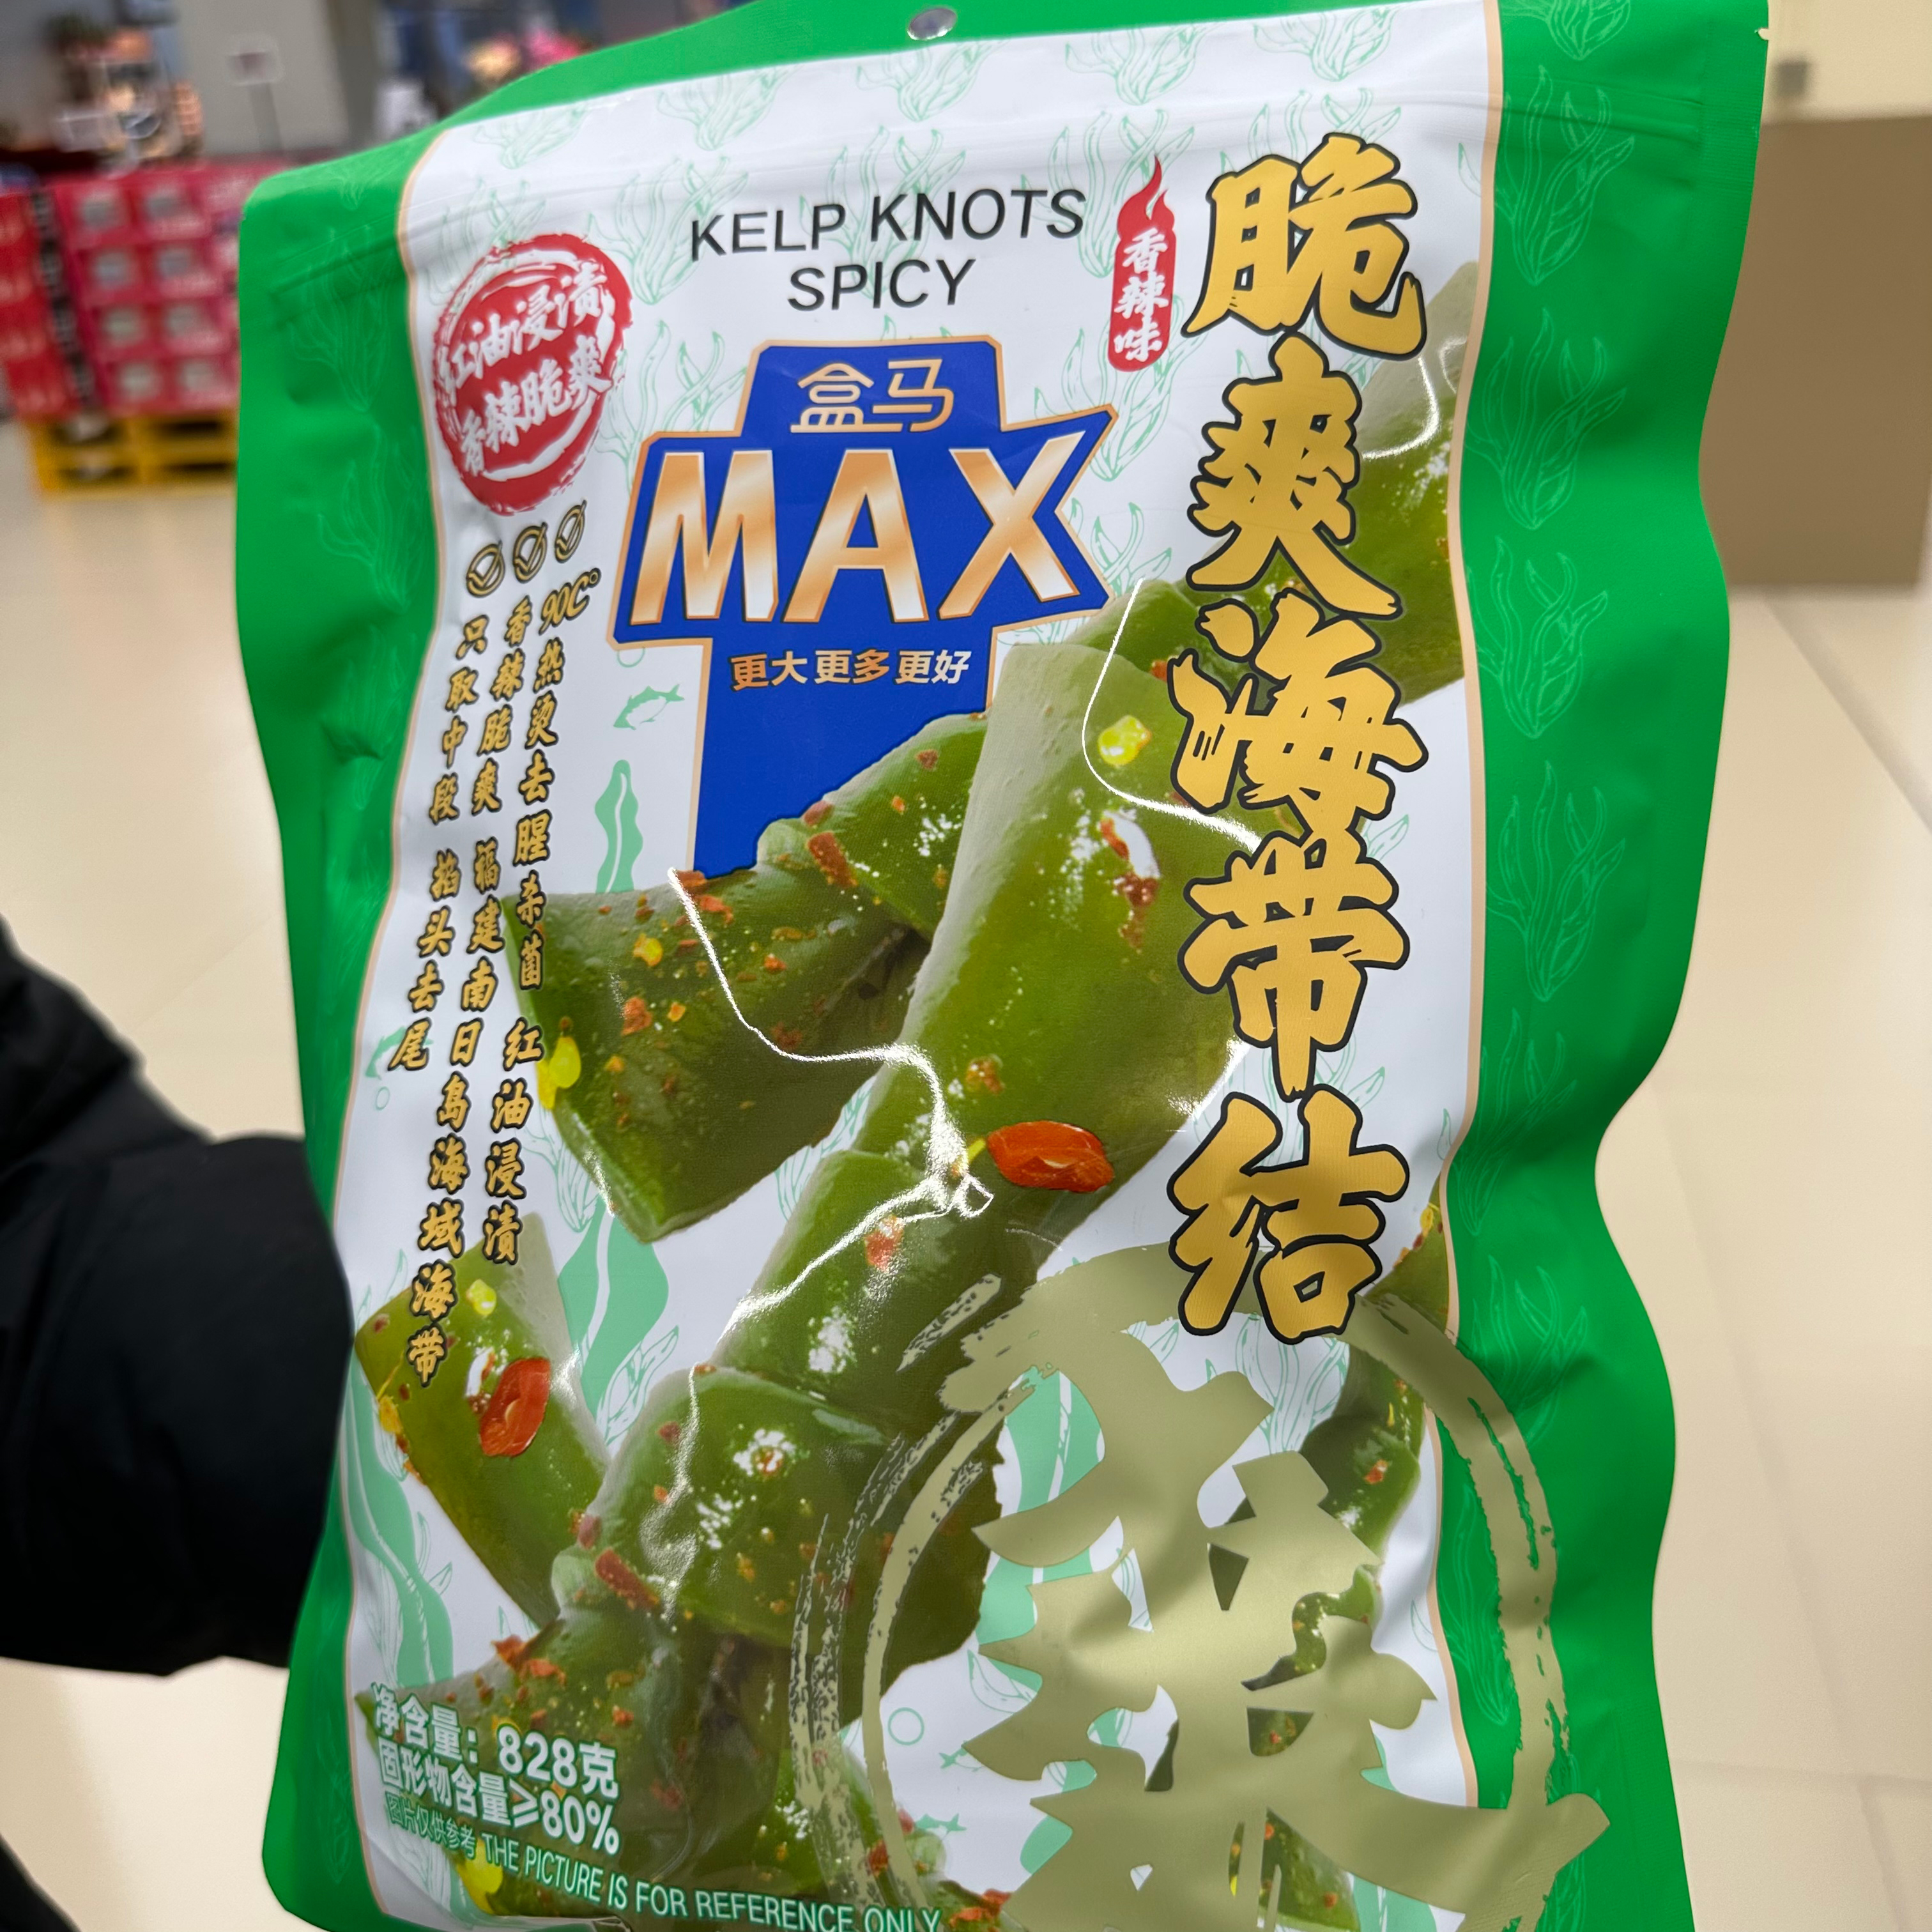 KELP KNOTS
SPICY
香辣味
脆爽海带结
红油浸渍
香辣脆爽
盒马
MAX
更大更多更好
90C°热烫去腥杀菌 红油浸渍
香辣脆爽 福建南日岛海域海带
只取中段 掐头去尾
净含量：828克
固形物含量≥80%
图片仅供参考 THE PICTURE IS FOR REFERENCE ONLY